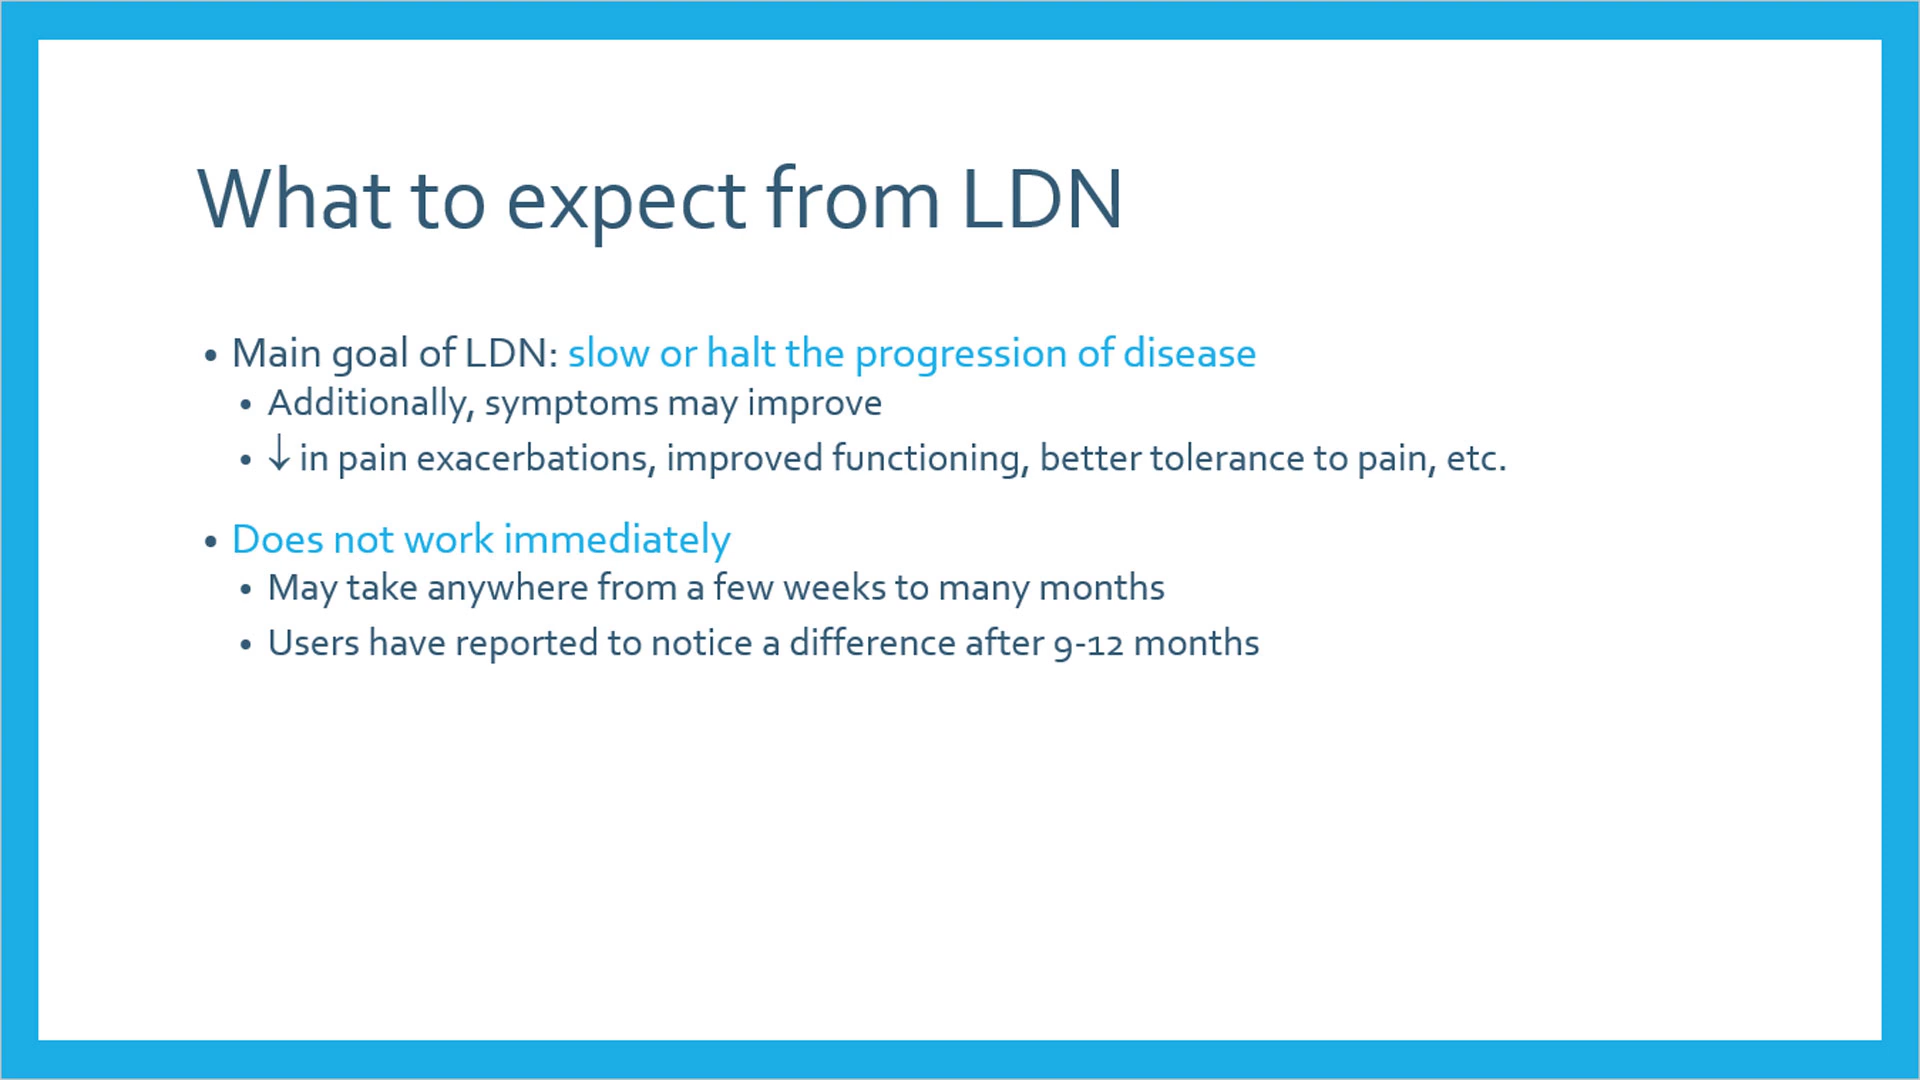 What to expect from LDN
• Main goal of LDN: slow or halt the progression of disease
• Additionally, symptoms may improve
• ↓ in pain exacerbations, improved functioning, better tolerance to pain, etc.
• Does not work immediately
• May take anywhere from a few weeks to many months
• Users have reported to notice a difference after 9-12 months